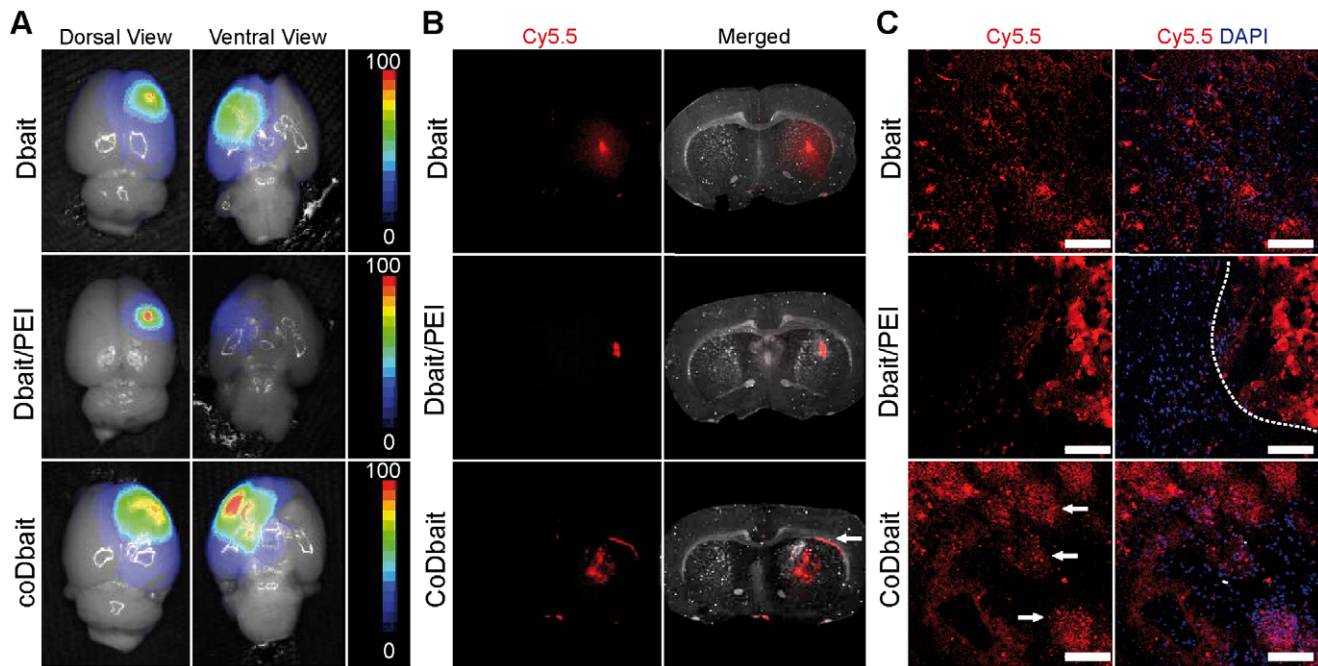 A
Dorsal View
Ventral View
Dbait
100
0
Dbait/PEI
100
0
coDbait
100
0
B
Cy5.5
Merged
Dbait
Dbait/PEI
CoDbait
C
Cy5.5
Cy5.5 DAPI
Dbait
Dbait/PEI
CoDbait